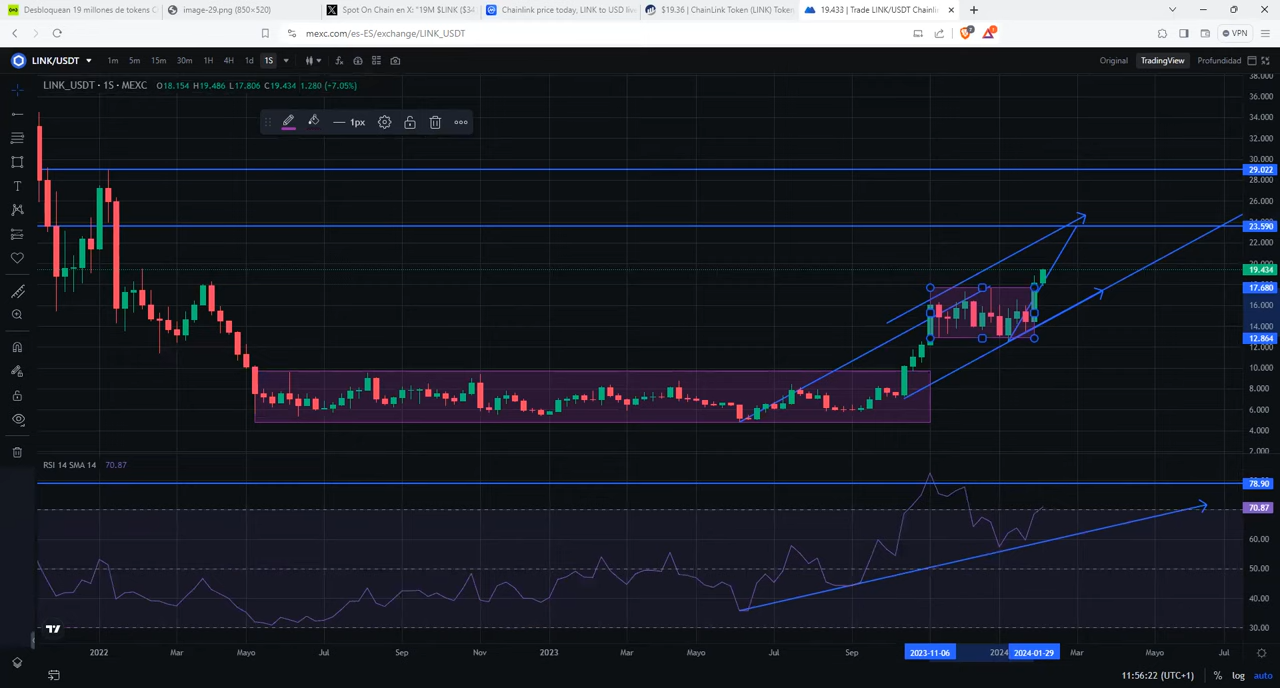 Desbloquean 19 millones de tokens C
image-29.png (850×520)
Spot On Chain en X: "19M $LINK ($34
Chainlink price today, LINK to USD live
$19.36 | ChainLink Token (LINK) Token
19.433 | Trade LINK/USDT Chainli
mexc.com/es-ES/exchange/LINK_USDT
VPN
LINK/USDT
1m 5m 15m 30m 1H 4H 1d 1S
Original TradingView Profundidad
LINK_USDT · 1S · MEXC O18.154 H19.486 L17.806 C19.434 1.280 (+7.05%)
1px
38.000
36.000
34.000
32.000
30.000
29.022
28.000
26.000
24.000
23.590
22.000
20.000
19.434
17.680
16.000
14.000
12.864
12.000
10.000
8.000
6.000
4.000
2.000
RSI 14 SMA 14 70.87
78.90
70.87
60.00
50.00
40.00
30.00
2022 Mar Mayo Jul Sep Nov 2023 Mar Mayo Jul Sep 2023-11-06 2024 2024-01-29 Mar Mayo Jul
11:56:22 (UTC+1) % log auto